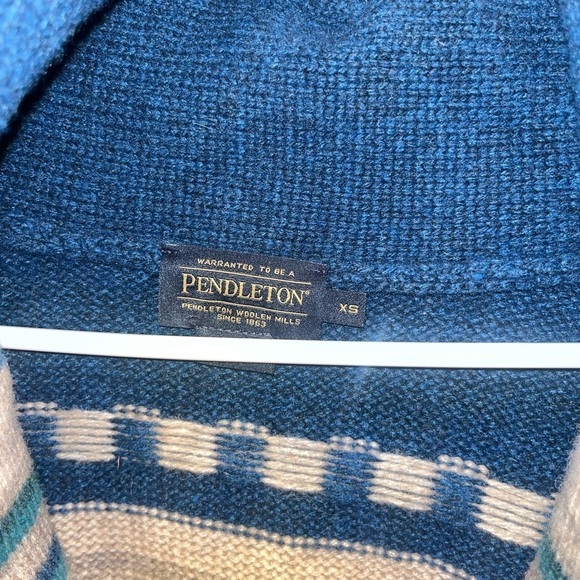 WARRANTED TO BE A
PENDLETON®
PENDLETON WOOLEN MILLS
SINCE 1863
XS